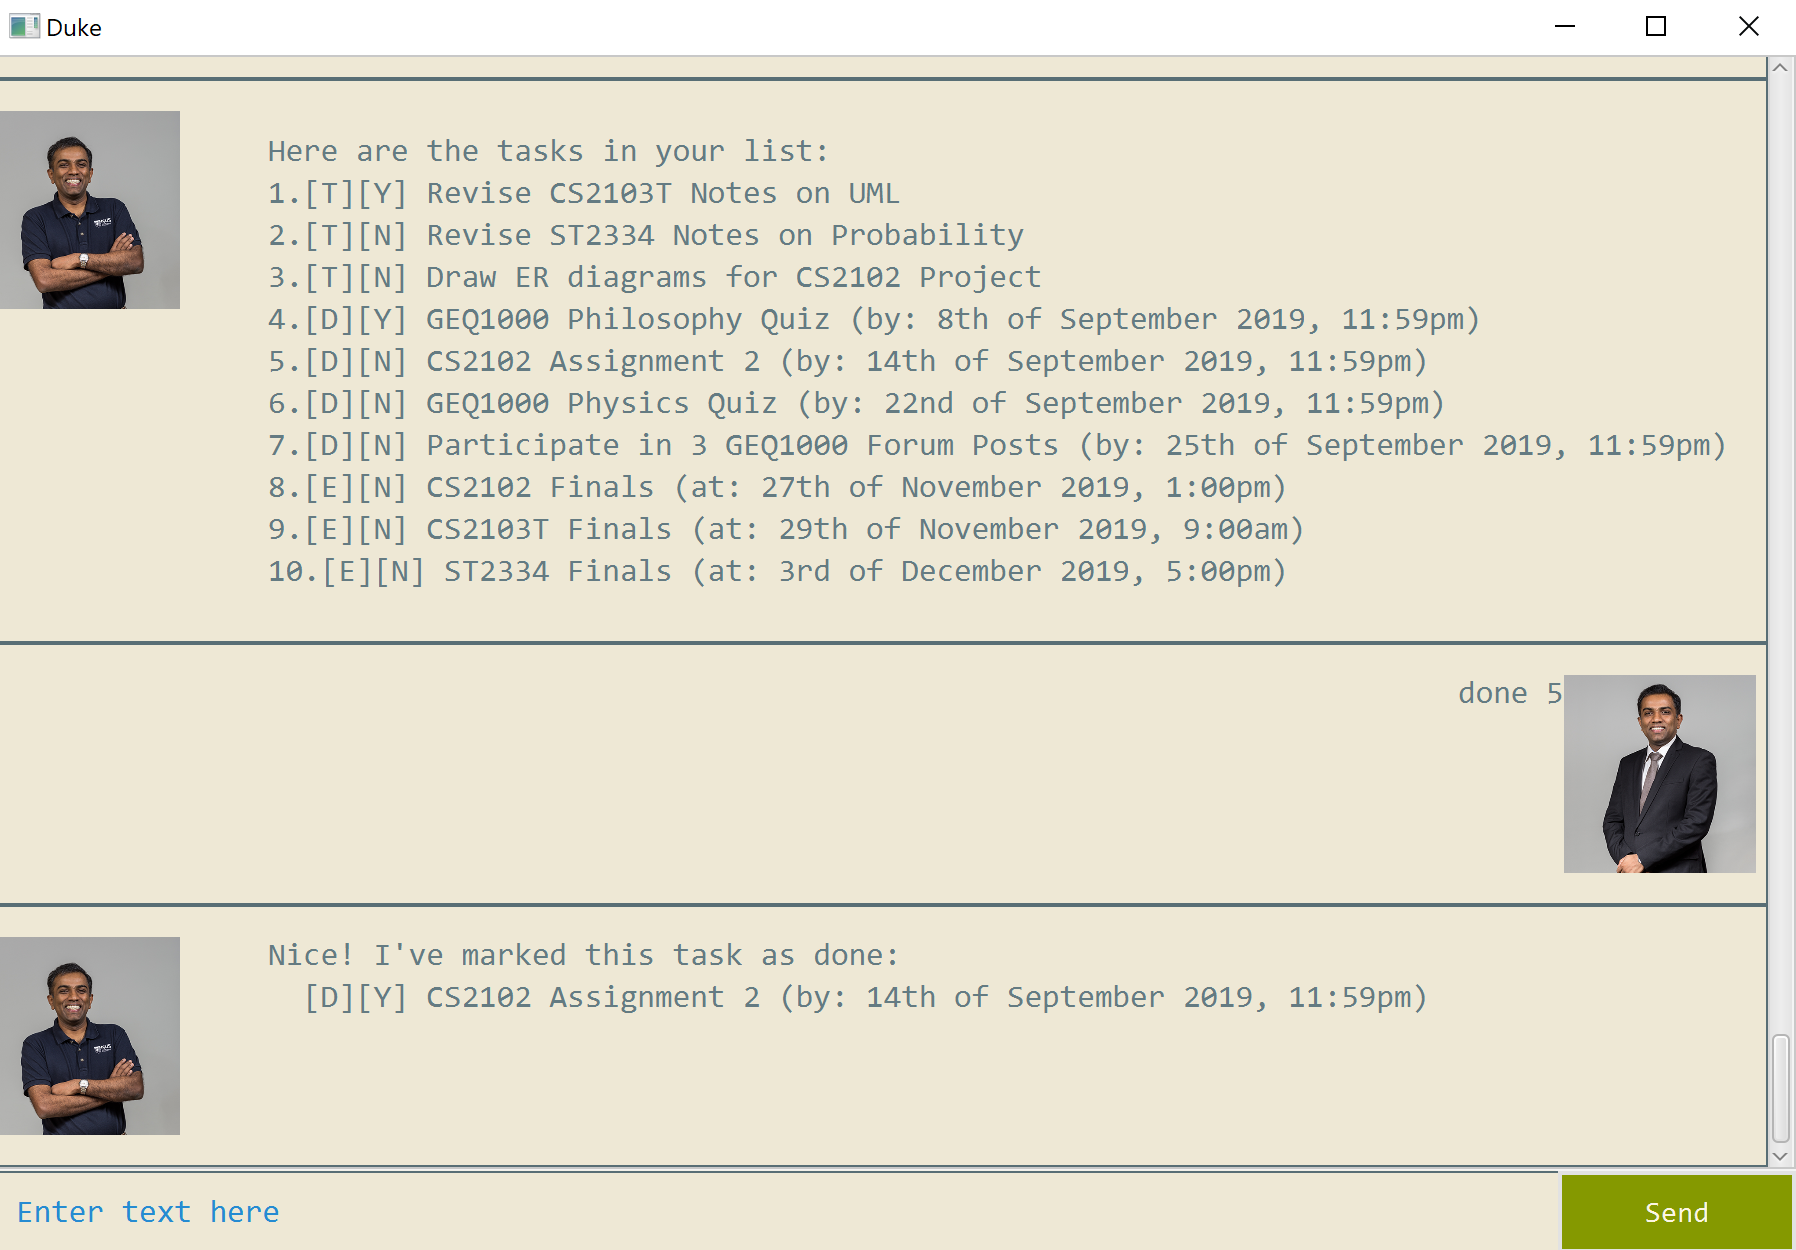 Duke
Here are the tasks in your list:
1.[T][Y] Revise CS2103T Notes on UML
2.[T][N] Revise ST2334 Notes on Probability
3.[T][N] Draw ER diagrams for CS2102 Project
4.[D][Y] GEQ1000 Philosophy Quiz (by: 8th of September 2019, 11:59pm)
5.[D][N] CS2102 Assignment 2 (by: 14th of September 2019, 11:59pm)
6.[D][N] GEQ1000 Physics Quiz (by: 22nd of September 2019, 11:59pm)
7.[D][N] Participate in 3 GEQ1000 Forum Posts (by: 25th of September 2019, 11:59pm)
8.[E][N] CS2102 Finals (at: 27th of November 2019, 1:00pm)
9.[E][N] CS2103T Finals (at: 29th of November 2019, 9:00am)
10.[E][N] ST2334 Finals (at: 3rd of December 2019, 5:00pm)
done 5
Nice! I've marked this task as done:
[D][Y] CS2102 Assignment 2 (by: 14th of September 2019, 11:59pm)
Enter text here
Send